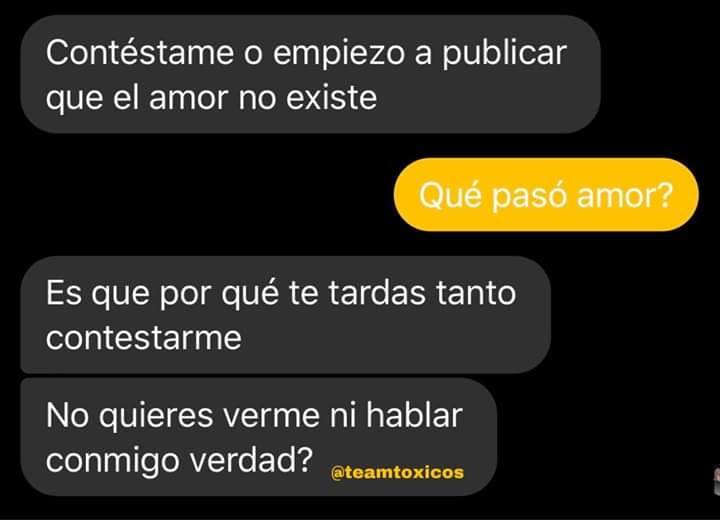 Contéstame o empiezo a publicar
que el amor no existe
Qué pasó amor?
Es que por qué te tardas tanto
contestarme
No quieres verme ni hablar
conmigo verdad?
@teamtoxicos